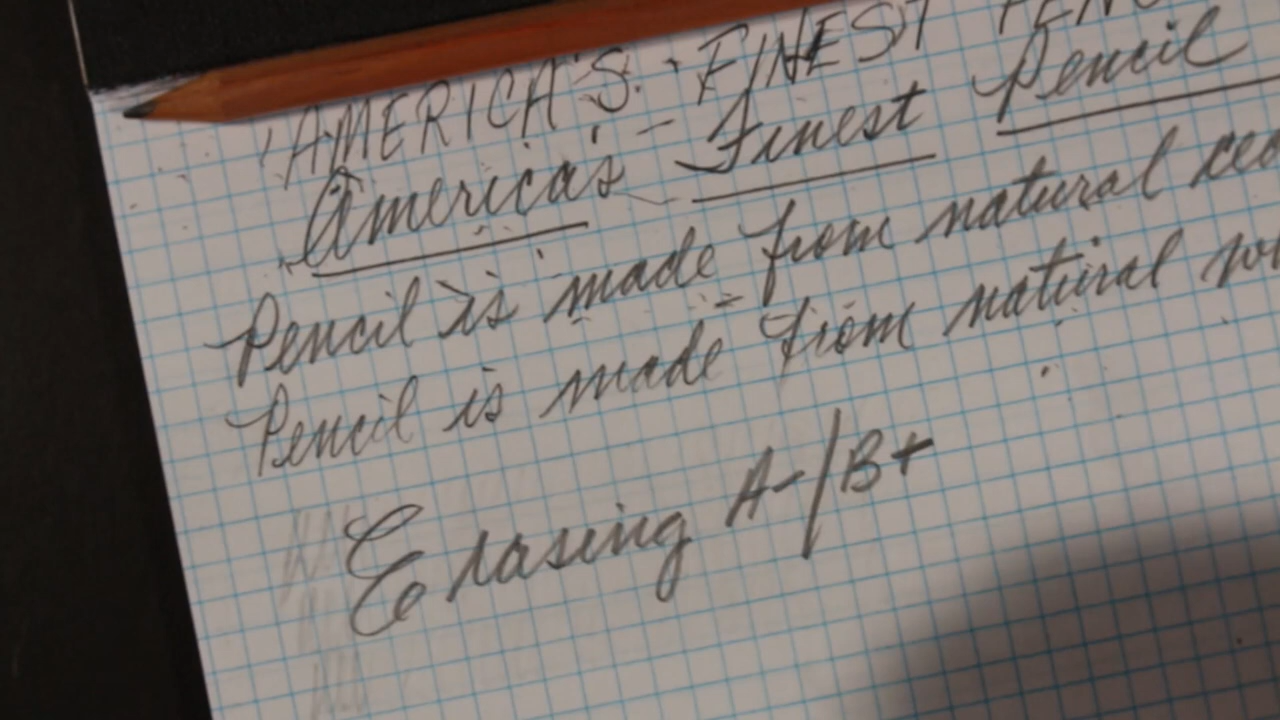 AMERICA'S FINEST
America's Finest Pencil
Pencil is made from natural
Pencil is made from natural
Erasing A-/B+